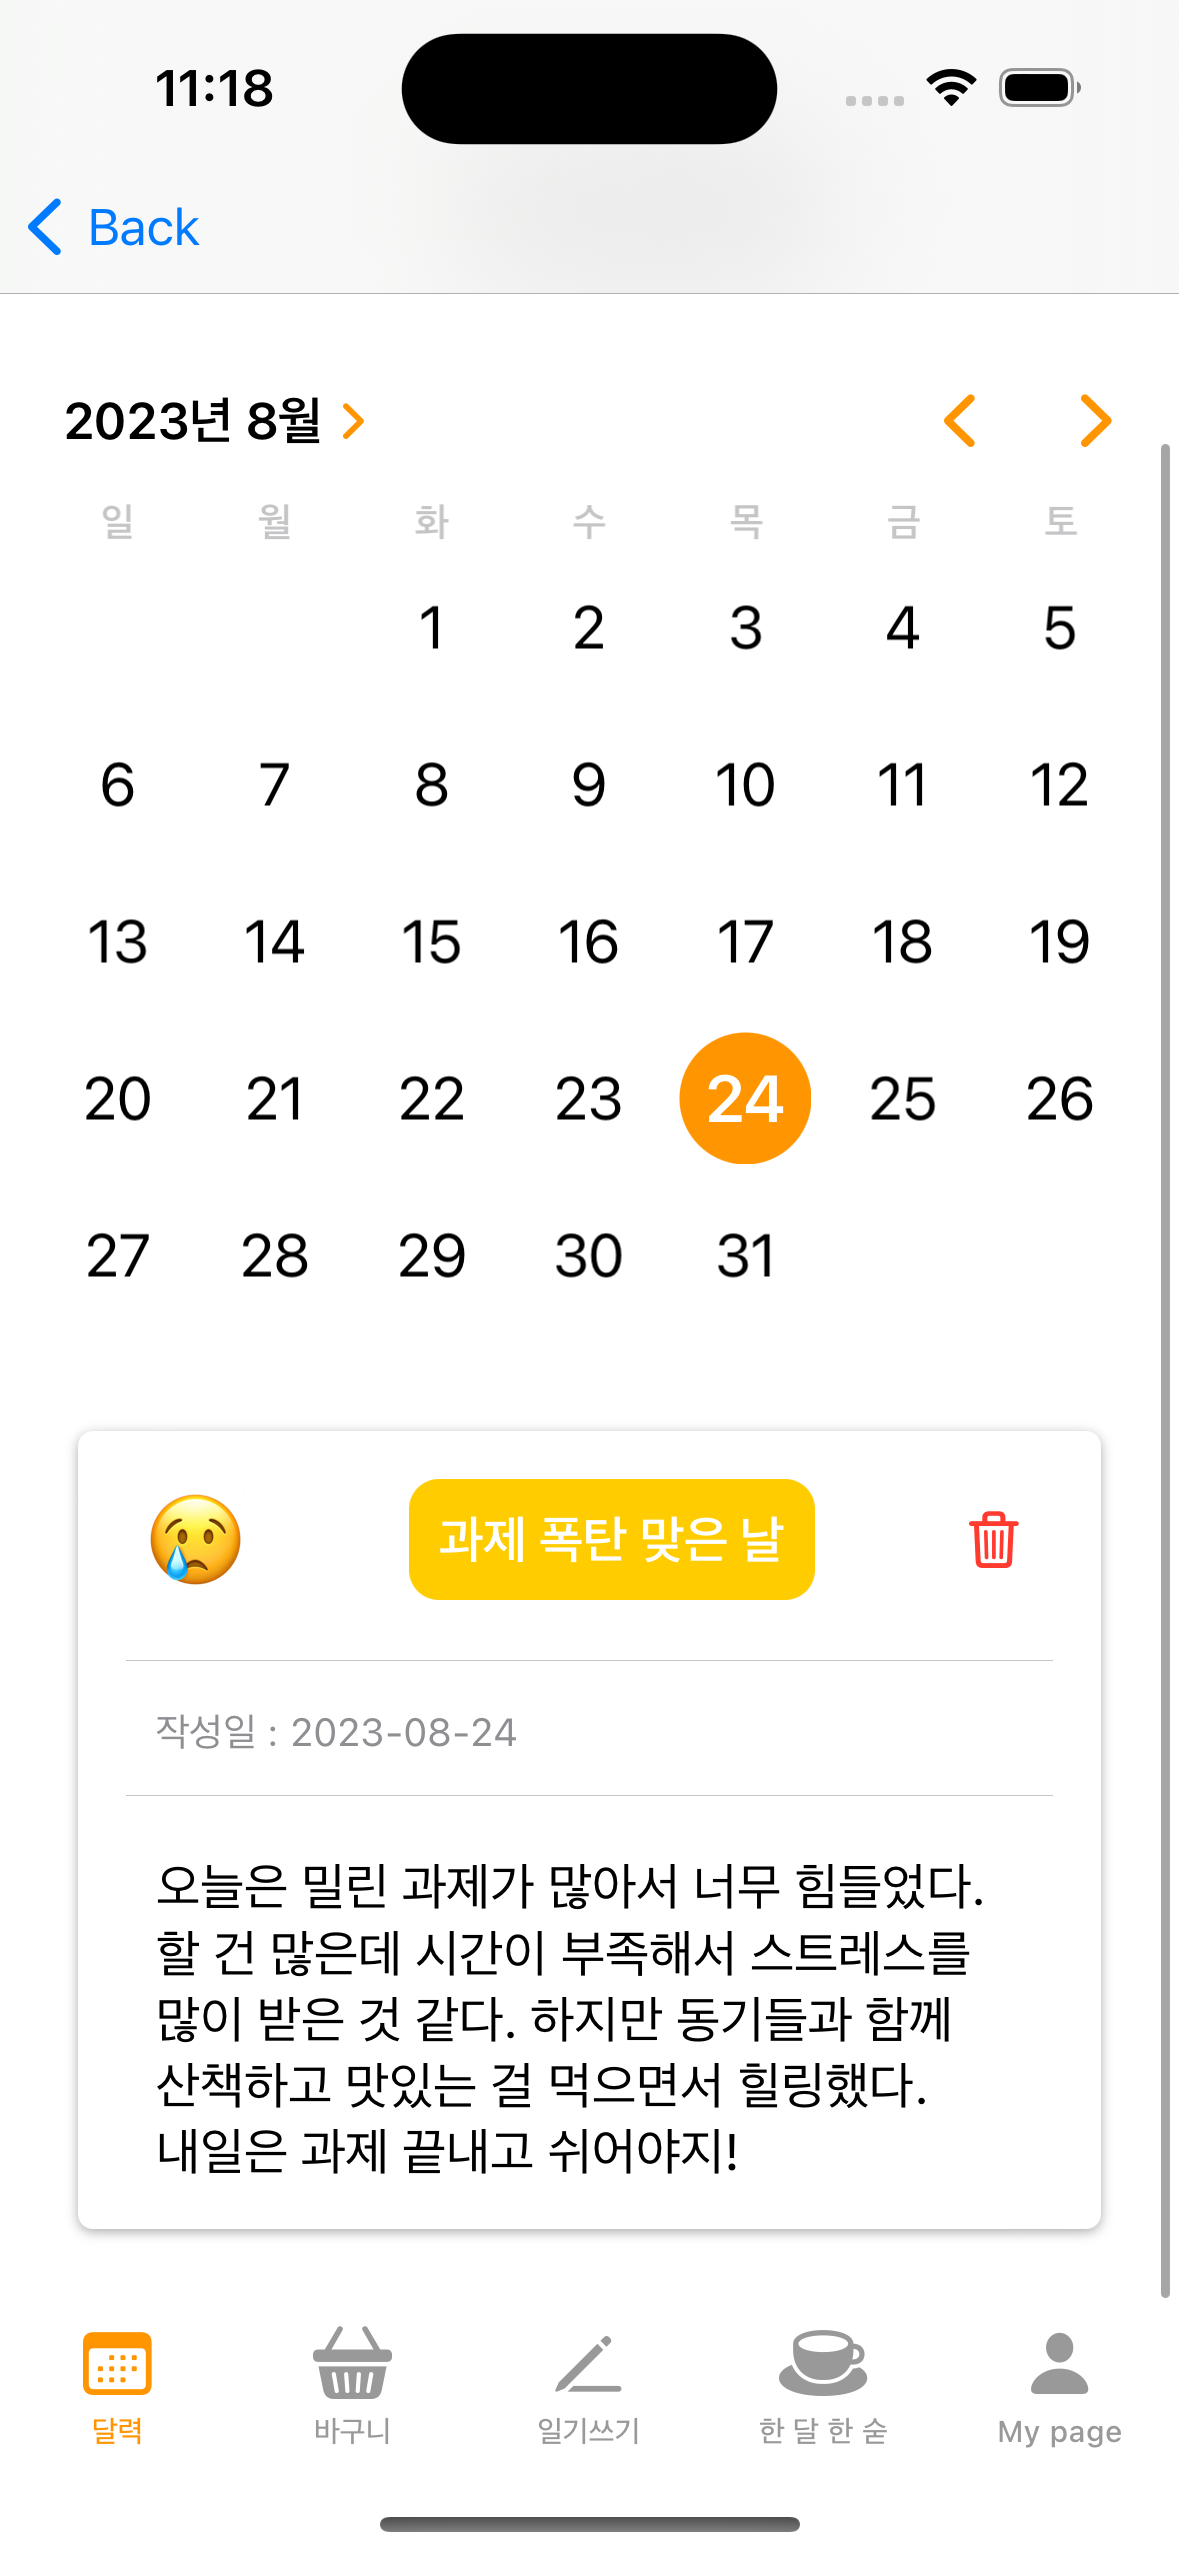 11:18
Back
2023년 8월
일 월 화 수 목 금 토
1 2 3 4 5
6 7 8 9 10 11 12
13 14 15 16 17 18 19
20 21 22 23 24 25 26
27 28 29 30 31
과제 폭탄 맞은 날
작성일 : 2023-08-24
오늘은 밀린 과제가 많아서 너무 힘들었다.
할 건 많은데 시간이 부족해서 스트레스를
많이 받은 것 같다. 하지만 동기들과 함께
산책하고 맛있는 걸 먹으면서 힐링했다.
내일은 과제 끝내고 쉬어야지!
달력 바구니 일기쓰기 한 달 한 숟 My page